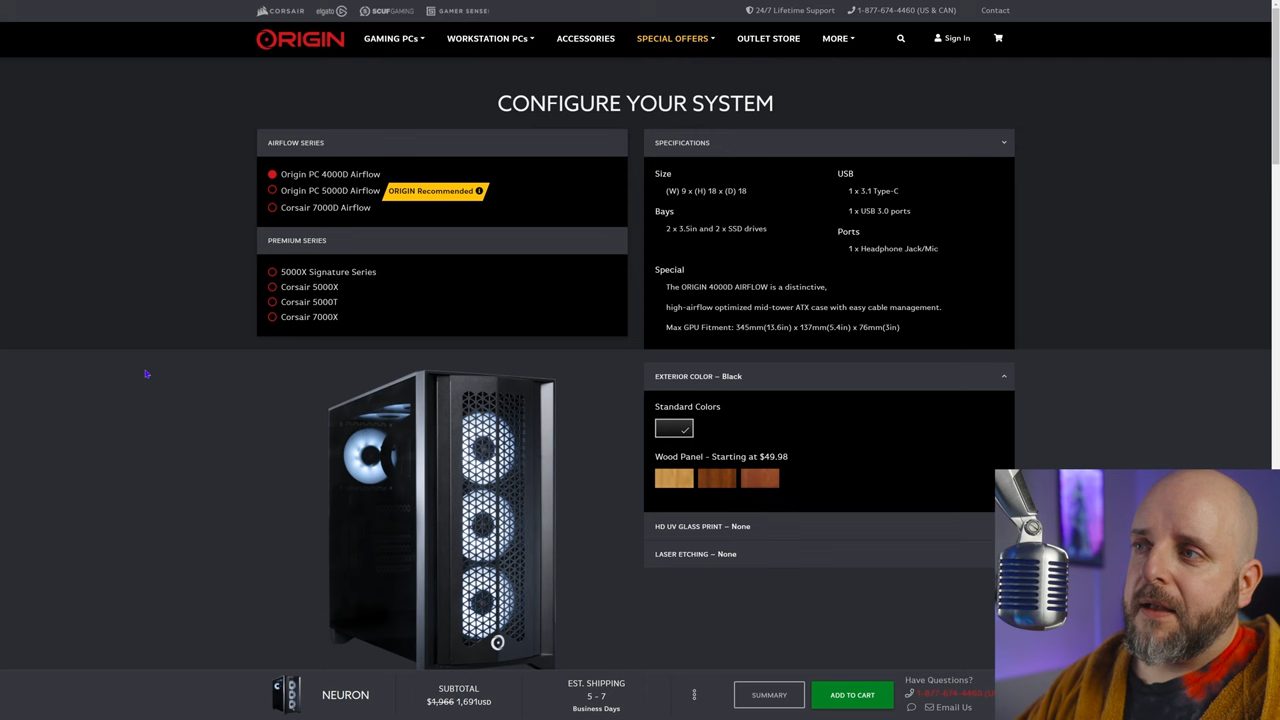 CORSAIR elgato SCUF GAMING GAMER SENSEI
24/7 Lifetime Support 1-877-674-4460 (US & CAN) Contact
ORIGIN GAMING PCs WORKSTATION PCs ACCESSORIES SPECIAL OFFERS OUTLET STORE MORE Sign In
CONFIGURE YOUR SYSTEM
AIRFLOW SERIES
Origin PC 4000D Airflow
Origin PC 5000D Airflow ORIGIN Recommended
Corsair 7000D Airflow
PREMIUM SERIES
5000X Signature Series
Corsair 5000X
Corsair 5000T
Corsair 7000X
SPECIFICATIONS
Size
(W) 9 x (H) 18 x (D) 18
Bays
2 x 3.5in and 2 x SSD drives
USB
1 x 3.1 Type-C
1 x USB 3.0 ports
Ports
1 x Headphone Jack/Mic
Special
The ORIGIN 4000D AIRFLOW is a distinctive,
high-airflow optimized mid-tower ATX case with easy cable management.
Max GPU Fitment: 345mm(13.6in) x 137mm(5.4in) x 76mm(3in)
EXTERIOR COLOR – Black
Standard Colors
Wood Panel - Starting at $49.98
HD UV GLASS PRINT – None
LASER ETCHING – None
NEURON
SUBTOTAL
$1,966 1,691USD
EST. SHIPPING
5 - 7
Business Days
SUMMARY
ADD TO CART
Have Questions?
1-877-674-4460 (U
Email Us